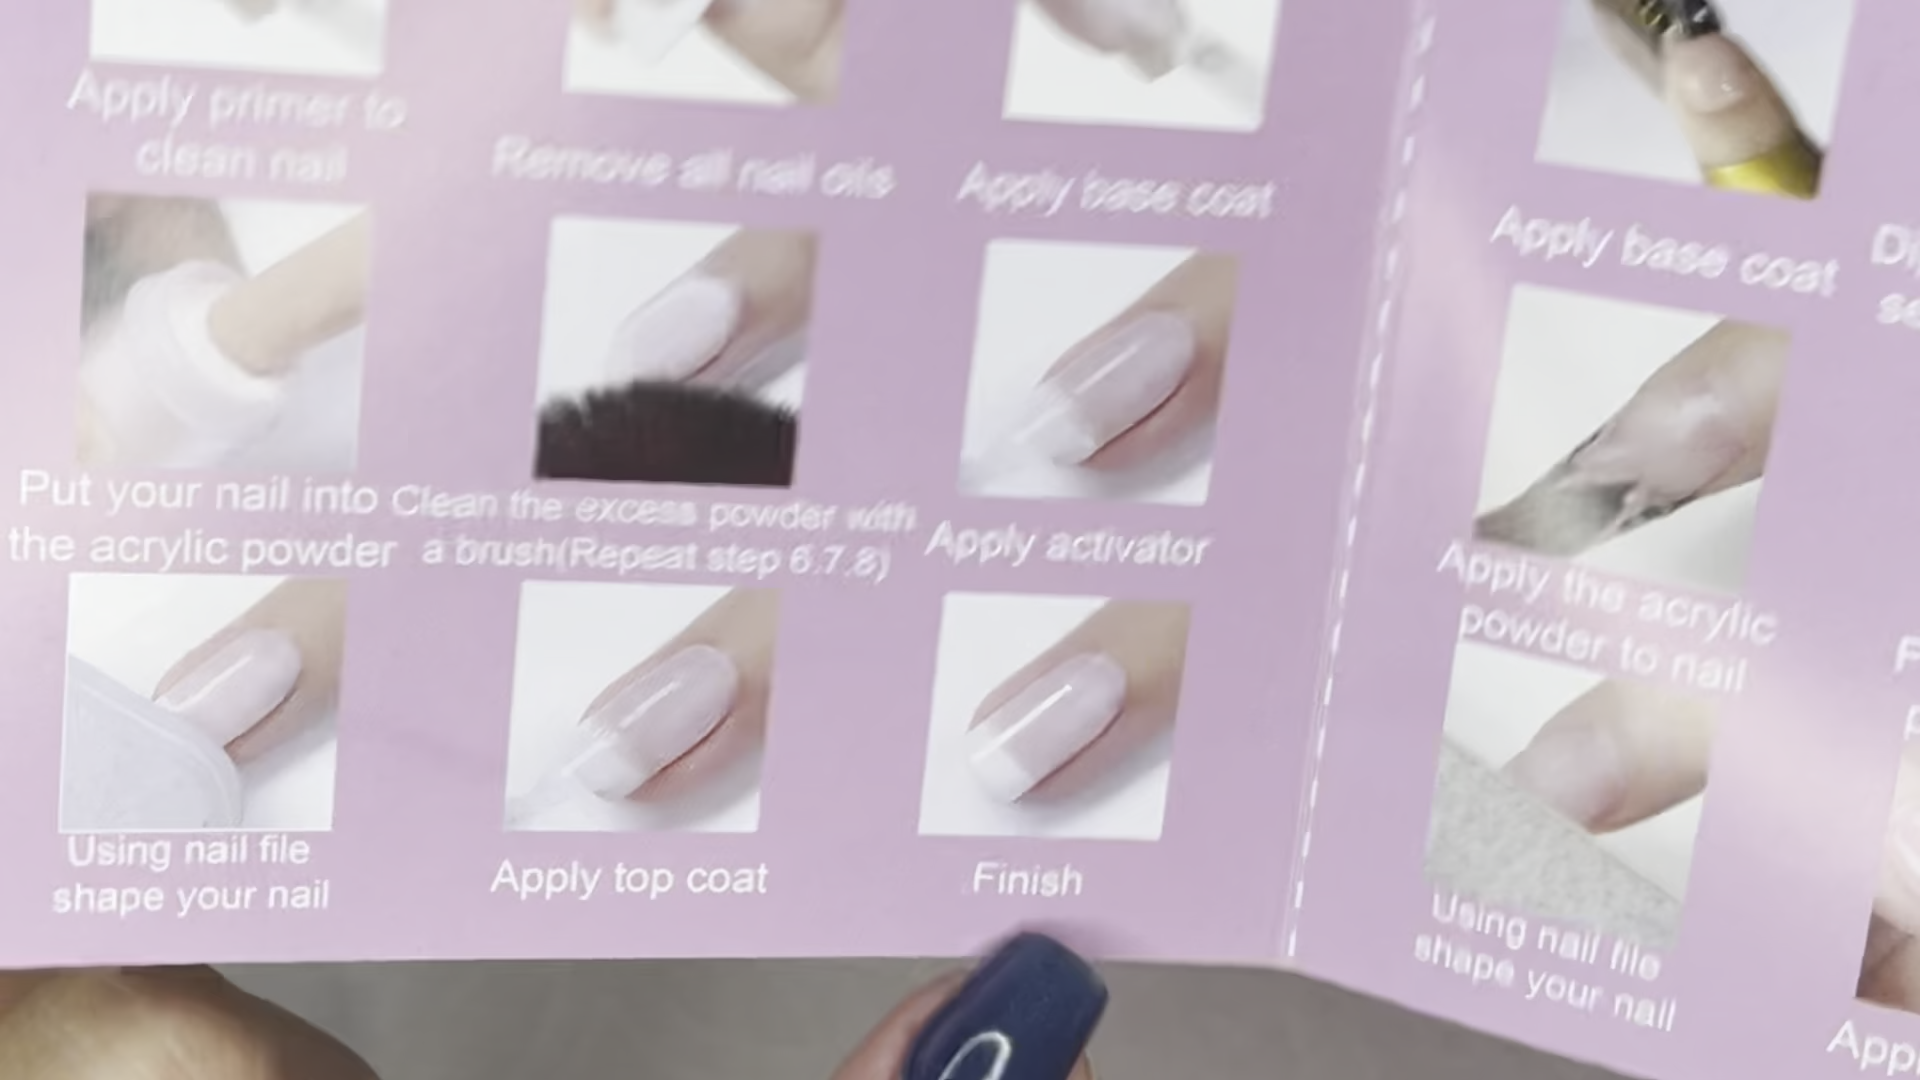 Apply primer to
clean nail
Remove all nail oils
Apply base coat
Put your nail into
the acrylic powder
Clean the excess powder with
a brush(Repeat step 6.7.8)
Apply activator
Using nail file
shape your nail
Apply top coat
Finish
Apply base coat
Apply the acrylic
powder to nail
Using nail file
shape your nail